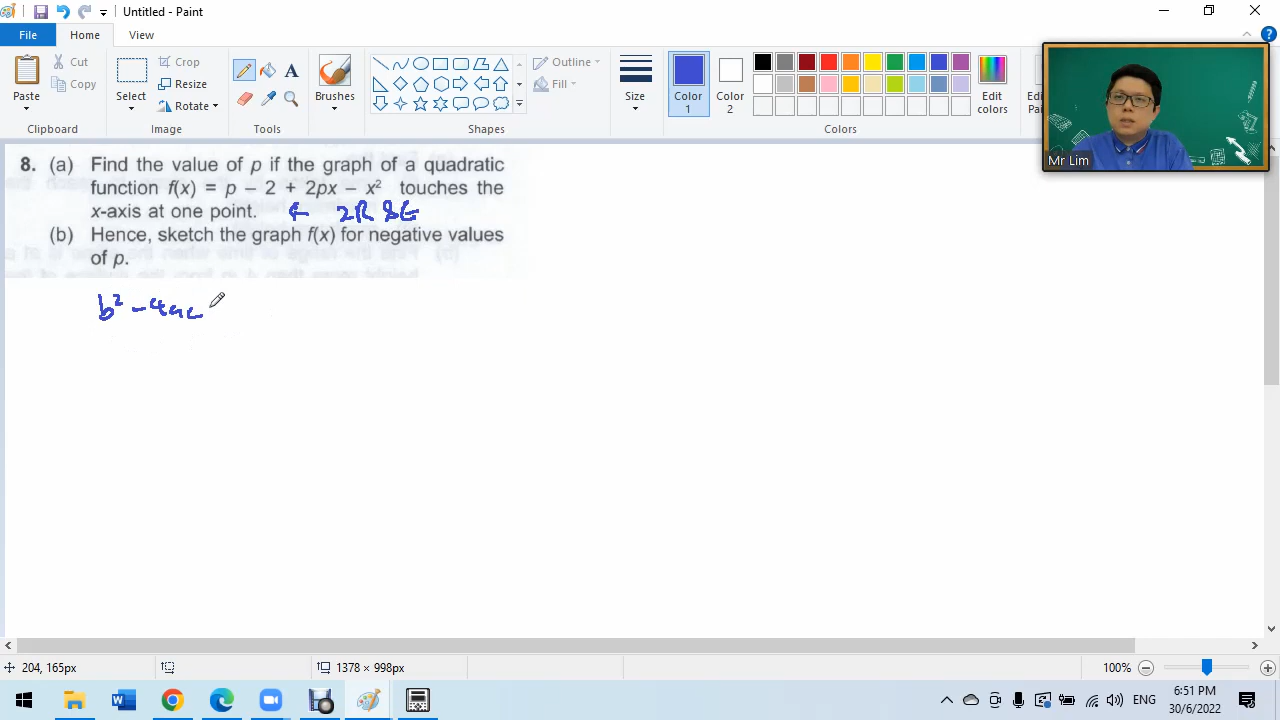 Untitled - Paint
File
Home
View
Paste
Cut
Copy
Clipboard
Select
Crop
Resize
Rotate
Image
Tools
Brushes
Outline
Fill
Shapes
Size
Color 1
Color 2
Edit colors
Edit
Colors
Mr Lim
8. (a) Find the value of p if the graph of a quadratic
function f(x) = p − 2 + 2px − x² touches the
x-axis at one point. ← 2R &E
(b) Hence, sketch the graph f(x) for negative values
of p.
b² − 4ac
204, 165px
1378 × 998px
100%
ENG
6:51 PM
30/6/2022